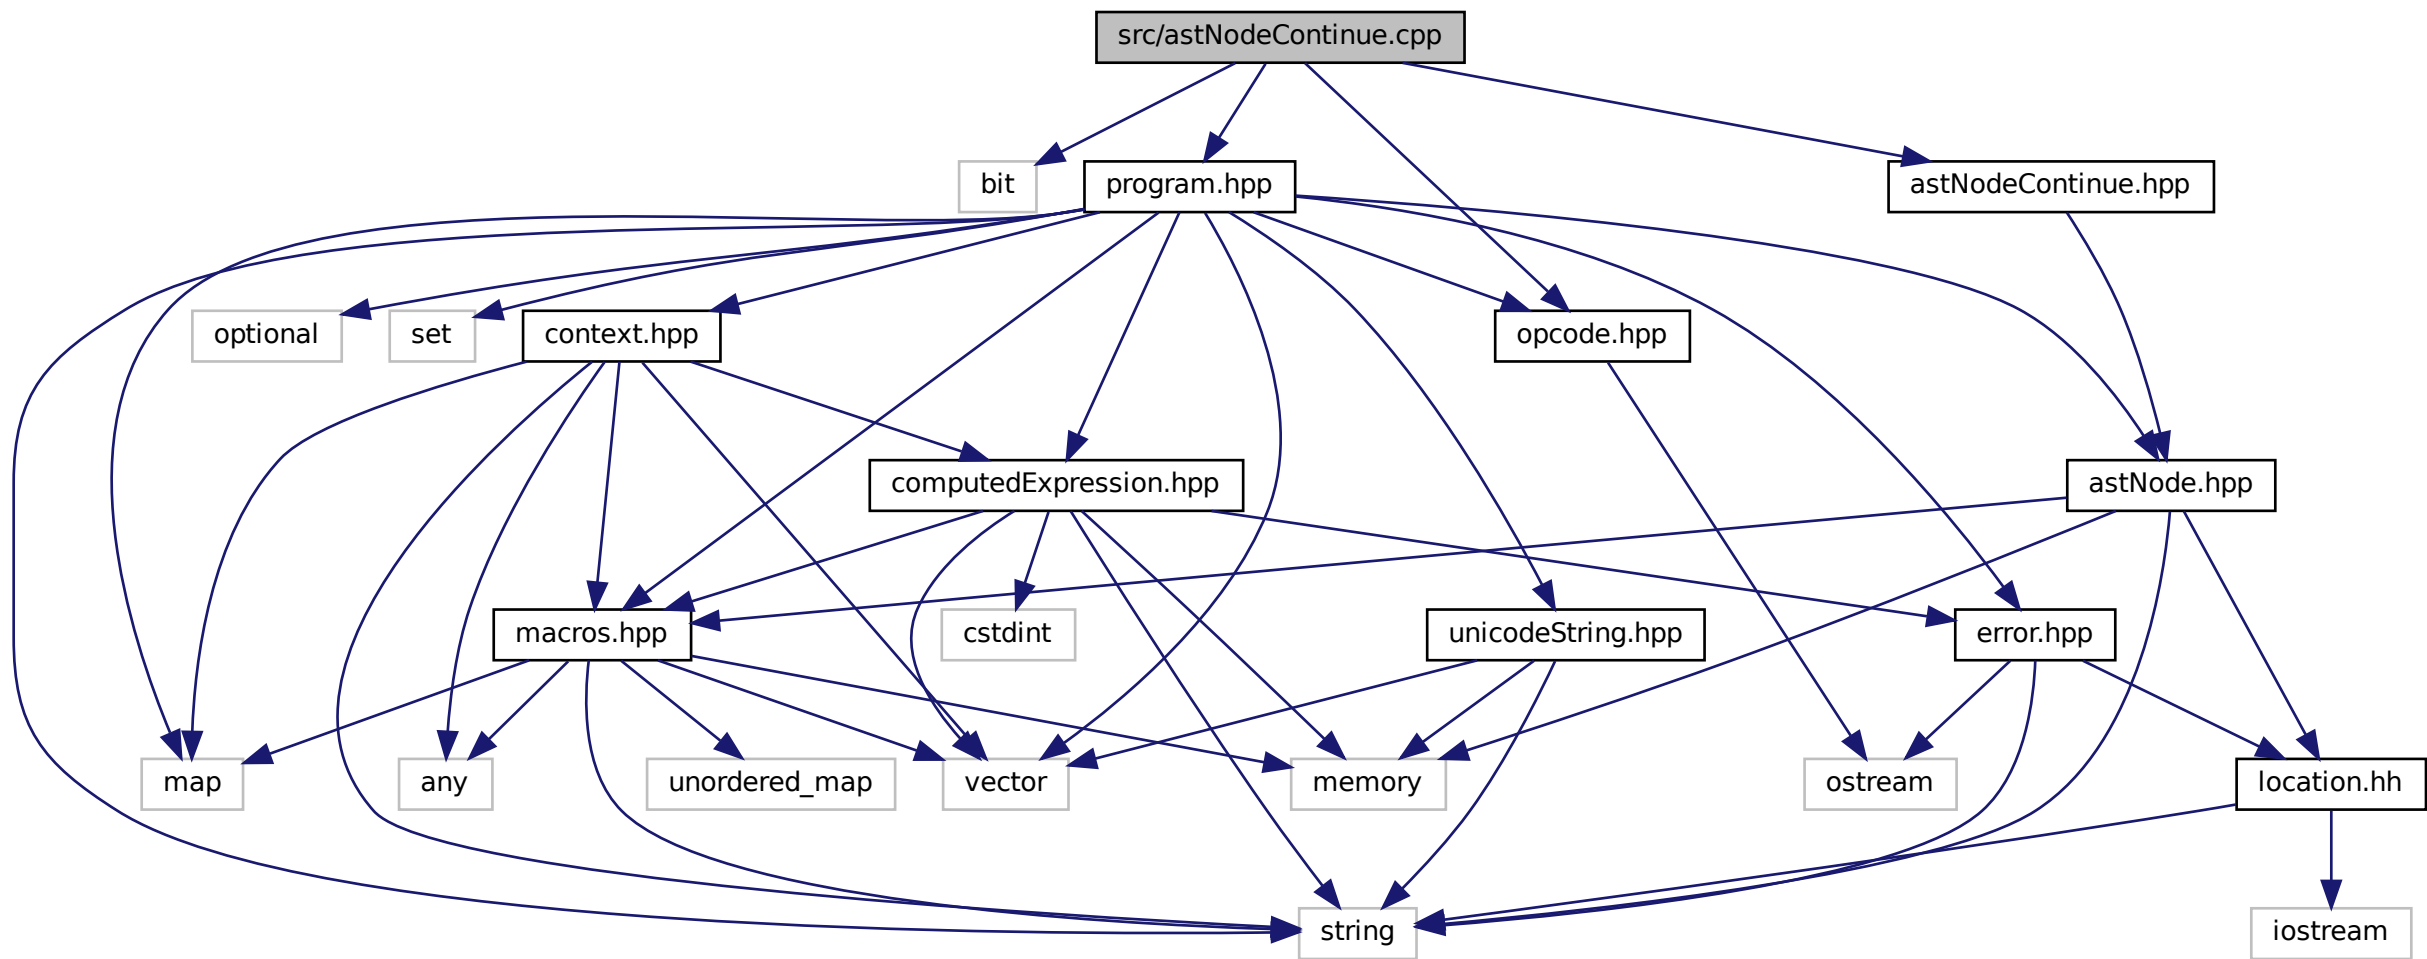 src/astNodeContinue.cpp
bit
program.hpp
astNodeContinue.hpp
optional
set
context.hpp
opcode.hpp
computedExpression.hpp
astNode.hpp
macros.hpp
cstdint
unicodeString.hpp
error.hpp
map
any
unordered_map
vector
memory
ostream
location.hh
string
iostream